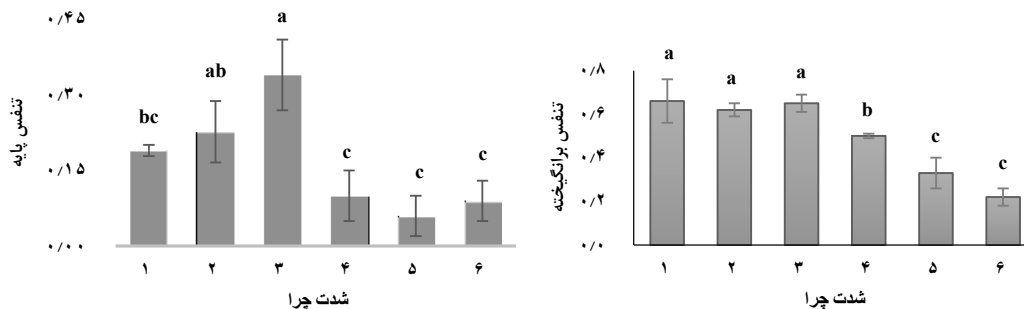 تنفس پایه
۰٫۴۵
۰٫۳۰
۰٫۱۵
۰٫۰۰
bc
ab
a
c
c
c
۱ ۲ ۳ ۴ ۵ ۶
شدت چرا
تنفس برانگیخته
۰٫۸
۰٫۶
۰٫۴
۰٫۲
۰٫۰
a
a
a
b
c
c
۱ ۲ ۳ ۴ ۵ ۶
شدت چرا